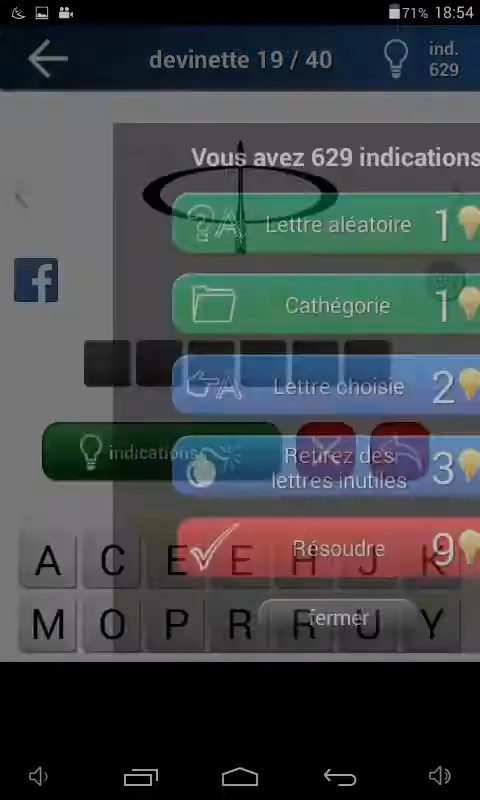 71% 18:54
devinette 19 / 40
ind.
629
Vous avez 629 indications
Lettre aléatoire 1
Cathégorie 1
Lettre choisie 2
indications
Retirez des
lettres inutiles 3
Résoudre 9
A C E E H J K
fermer
M O P R R U Y